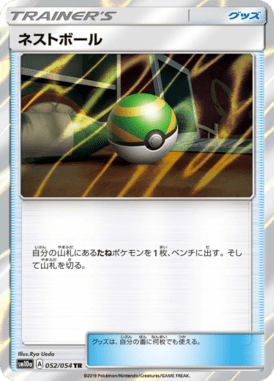 TRAINER'S
グッズ
ネストボール
自分の山札にあるたねポケモンを1枚、ベンチに出す。そして山札を切る。
Illus.Ryo Ueda
グッズは、自分の番に何枚でも使える。
sm10a A 052/054 TR
©2019 Pokémon/Nintendo/Creatures/GAME FREAK.